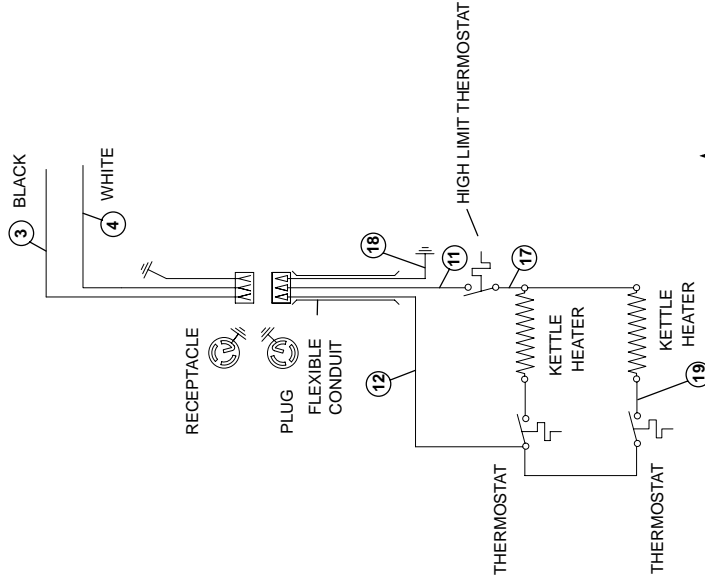 3
BLACK
4
WHITE
RECEPTACLE
PLUG
FLEXIBLE
CONDUIT
18
11
12
17
HIGH LIMIT THERMOSTAT
KETTLE
HEATER
KETTLE
HEATER
19
THERMOSTAT
THERMOSTAT